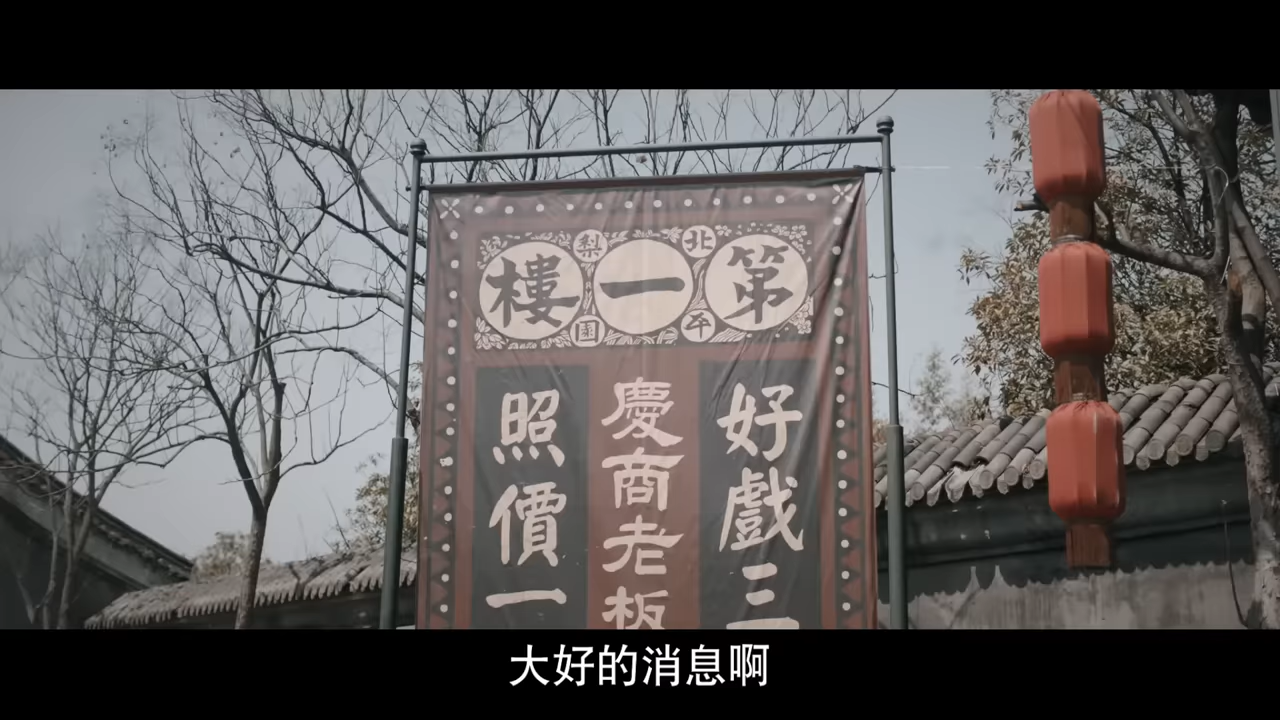 第一樓
北平
梨園
好戲三
慶商老板
照價一
大好的消息啊